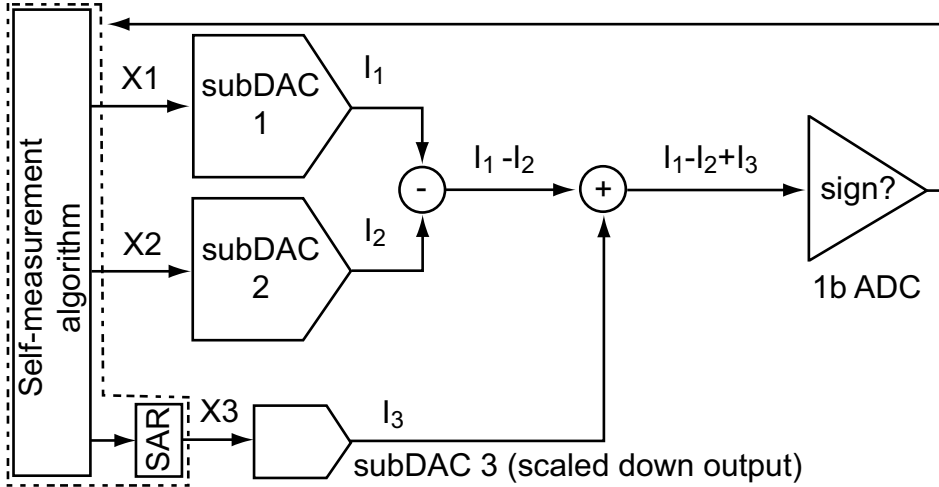 Self-measurement
algorithm
X1
subDAC
1
I₁
X2
subDAC
2
I₂
-
I₁ -I₂
+
I₁-I₂+I₃
sign?
1b ADC
SAR
X3
I₃
subDAC 3 (scaled down output)